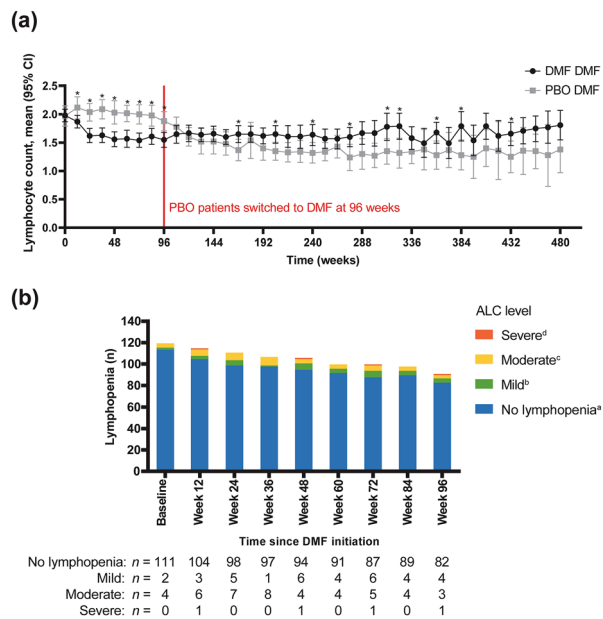 (a)
Lymphocyte count, mean (95% CI)
2.5
2.0
1.5
1.0
0.5
0.0
* * * * * * * * * * * * * * * * *
DMF DMF
PBO DMF
PBO patients switched to DMF at 96 weeks
0 48 96 144 192 240 288 336 384 432 480
Time (weeks)
(b)
Lymphopenia (n)
140
120
100
80
60
40
20
0
ALC level
Severeᵈ
Moderateᶜ
Mildᵇ
No lymphopeniaᵃ
Baseline Week 12 Week 24 Week 36 Week 48 Week 60 Week 72 Week 84 Week 96
Time since DMF initiation
No lymphopenia: n = 111 104 98 97 94 91 87 89 82
Mild: n = 2 3 5 1 6 4 6 4 4
Moderate: n = 4 6 7 8 4 4 5 4 3
Severe: n = 0 1 0 0 1 0 1 0 1